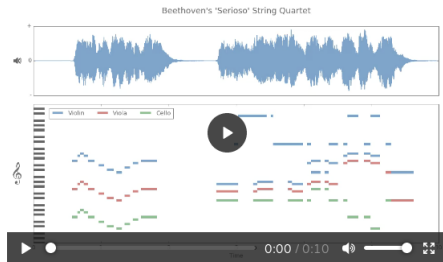 Beethoven's 'Serioso' String Quartet
Violin Viola Cello
Time
0:00 / 0:10